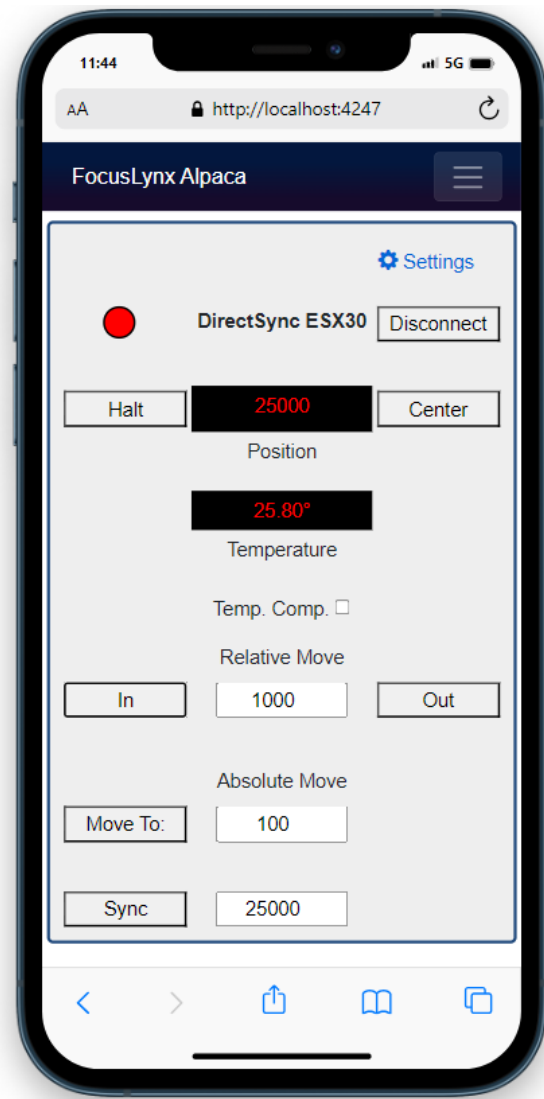 11:44 5G
AA http://localhost:4247
FocusLynx Alpaca
Settings
DirectSync ESX30 Disconnect
Halt 25000 Center
Position
25.80°
Temperature
Temp. Comp.
Relative Move
In 1000 Out
Absolute Move
Move To: 100
Sync 25000